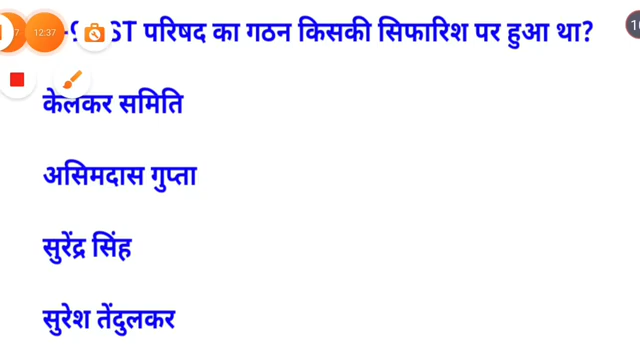 12:37
ST परिषद का गठन किसकी सिफारिश पर हुआ था?
केलकर समिति
असिमदास गुप्ता
सुरेंद्र सिंह
सुरेश तेंदुलकर